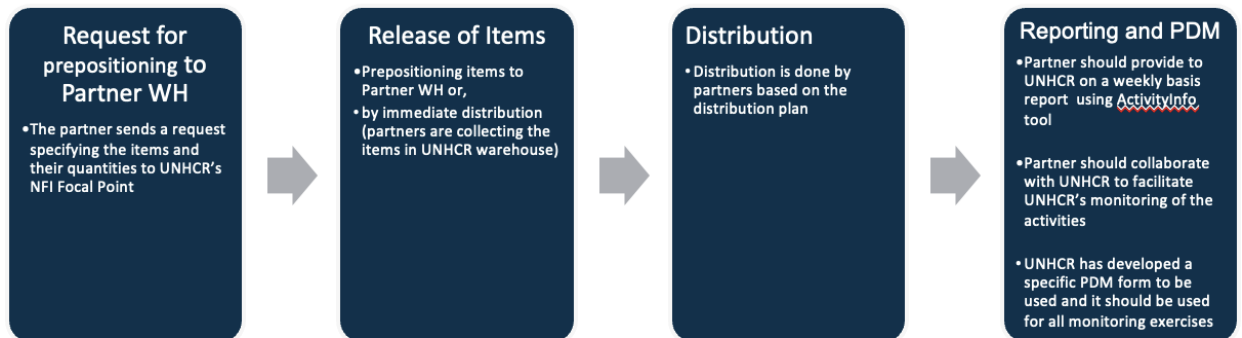 Request for
prepositioning to
Partner WH
•The partner sends a request
specifying the items and
their quantities to UNHCR's
NFI Focal Point
Release of Items
•Prepositioning items to
Partner WH or,
• by immediate distribution
(partners are collecting the
items in UNHCR warehouse)
Distribution
• Distribution is done by
partners based on the
distribution plan
Reporting and PDM
•Partner should provide to
UNHCR on a weekly basis
report using ActivityInfo
tool
•Partner should collaborate
with UNHCR to facilitate
UNHCR's monitoring of the
activities
• UNHCR has developed a
specific PDM form to be
used and it should be used
for all monitoring exercises